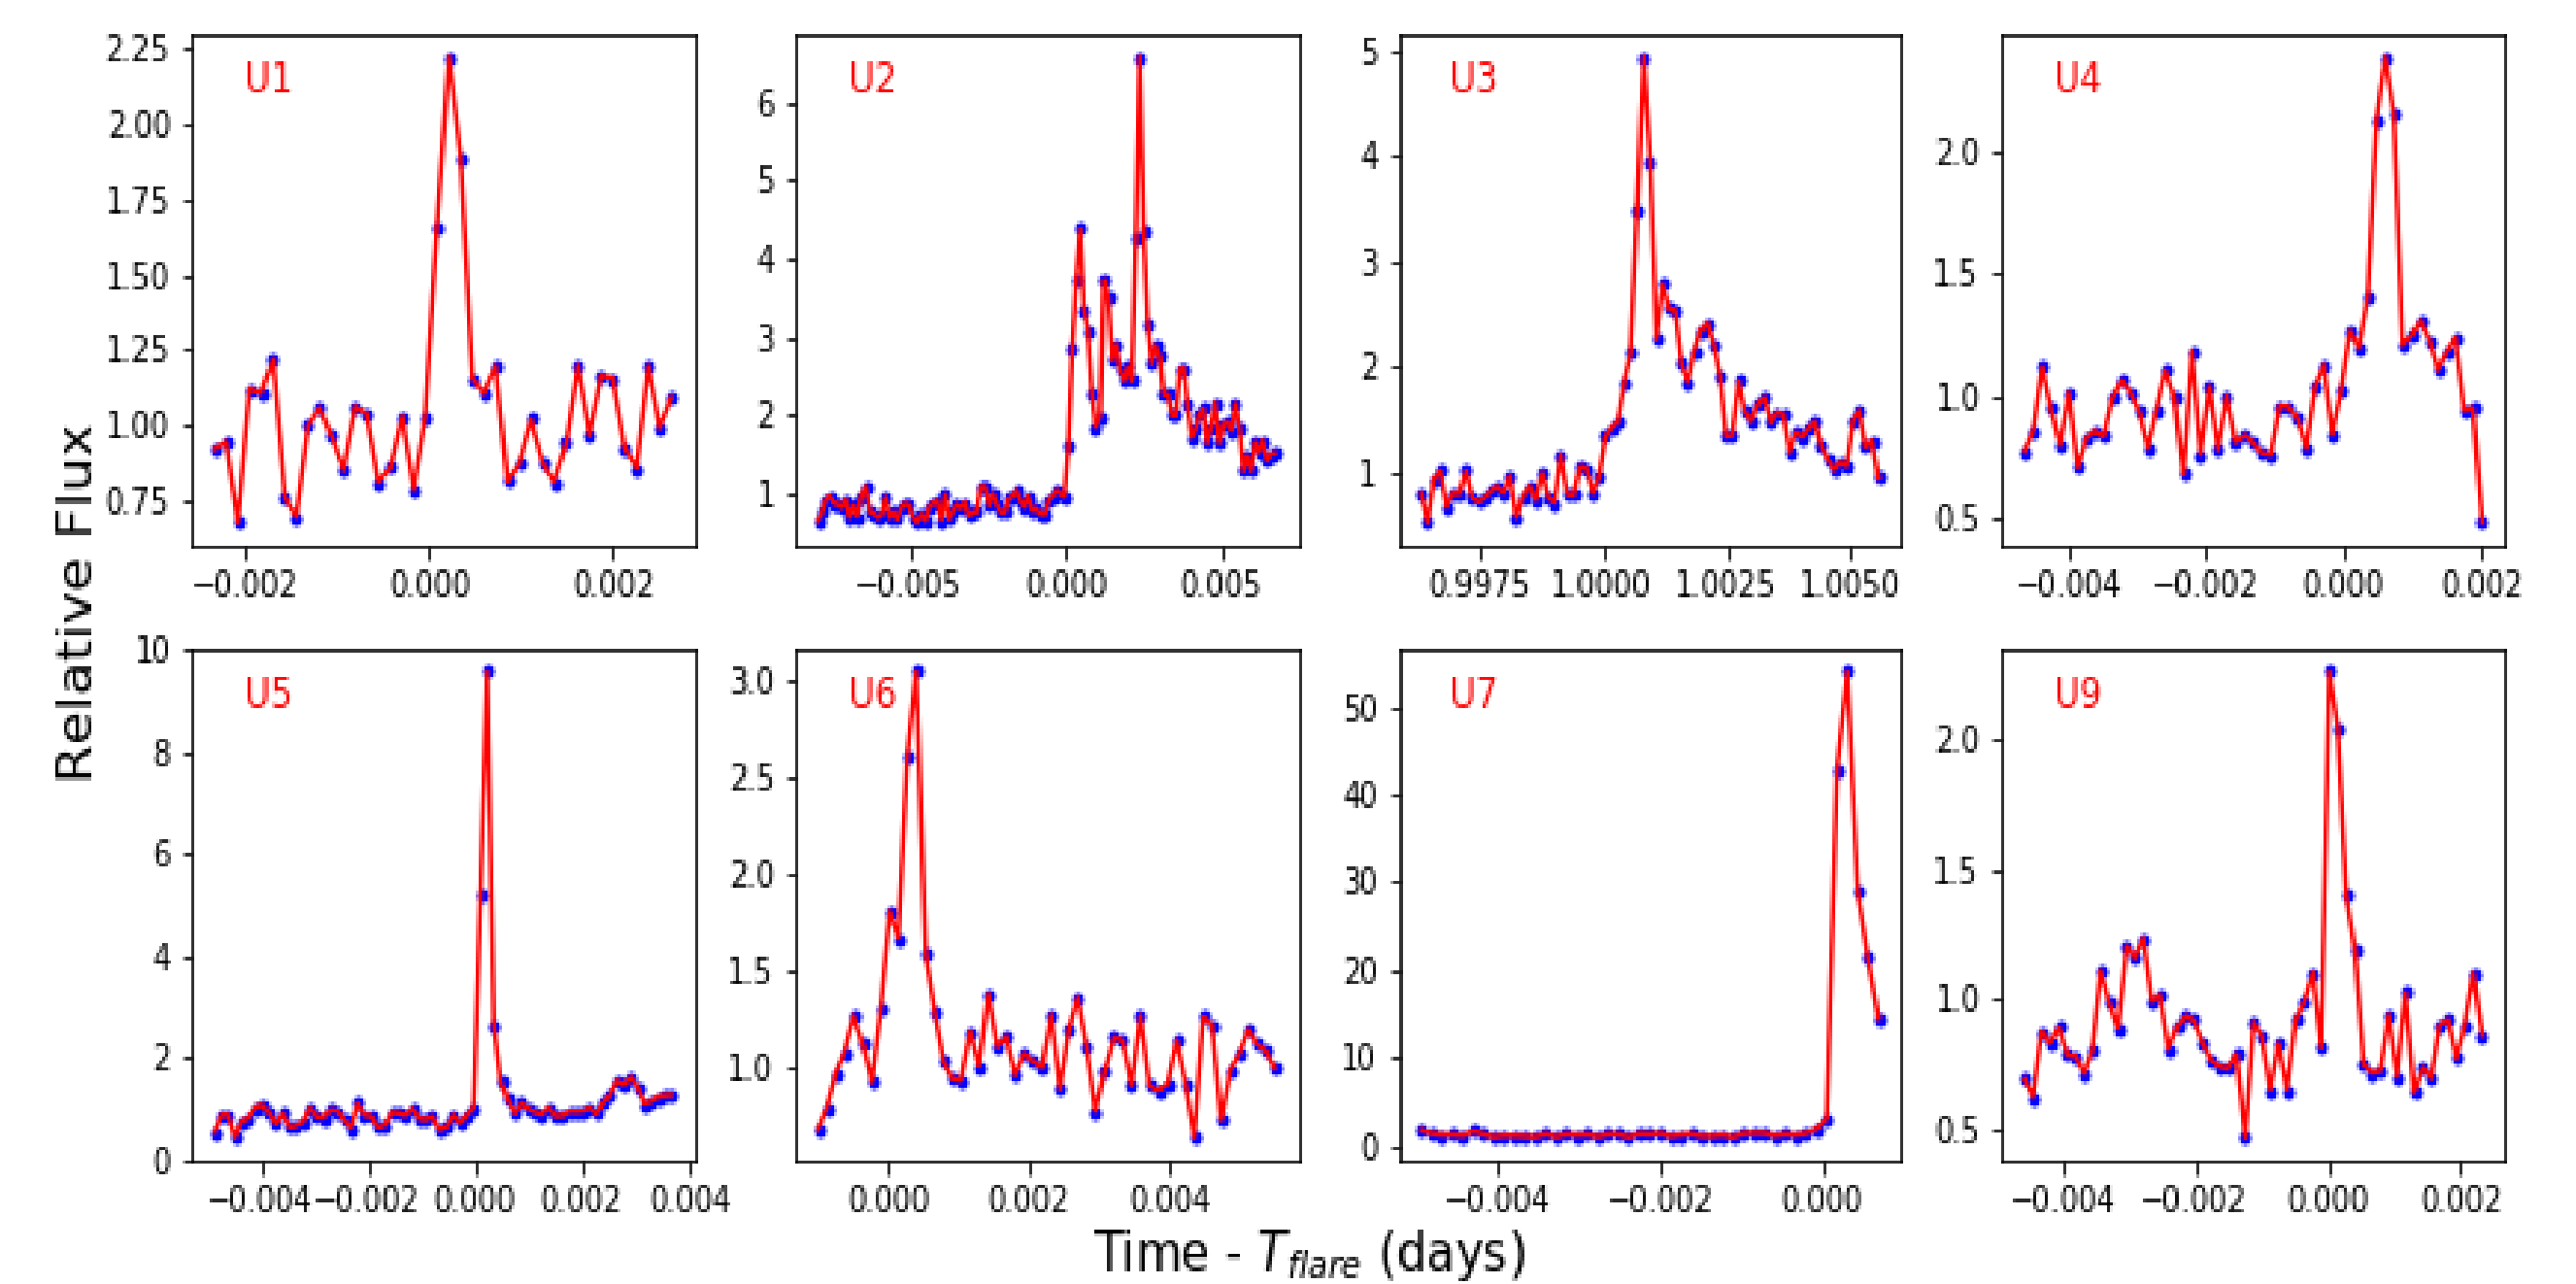 Relative Flux
U1
2.25
2.00
1.75
1.50
1.25
1.00
0.75
−0.002 0.000 0.002
U2
6
5
4
3
2
1
−0.005 0.000 0.005
U3
5
4
3
2
1
0.9975 1.0000 1.0025 1.0050
U4
2.0
1.5
1.0
0.5
−0.004 −0.002 0.000 0.002
U5
10
8
6
4
2
0
−0.004 −0.002 0.000 0.002 0.004
U6
3.0
2.5
2.0
1.5
1.0
0.000 0.002 0.004
U7
50
40
30
20
10
0
−0.004 −0.002 0.000
U9
2.0
1.5
1.0
0.5
−0.004 −0.002 0.000 0.002
Time - T_flare (days)